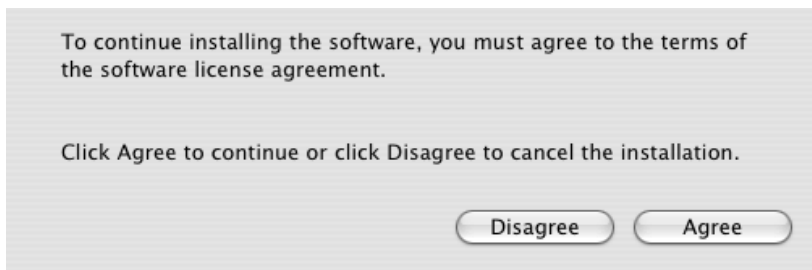 To continue installing the software, you must agree to the terms of
the software license agreement.
Click Agree to continue or click Disagree to cancel the installation.
Disagree Agree